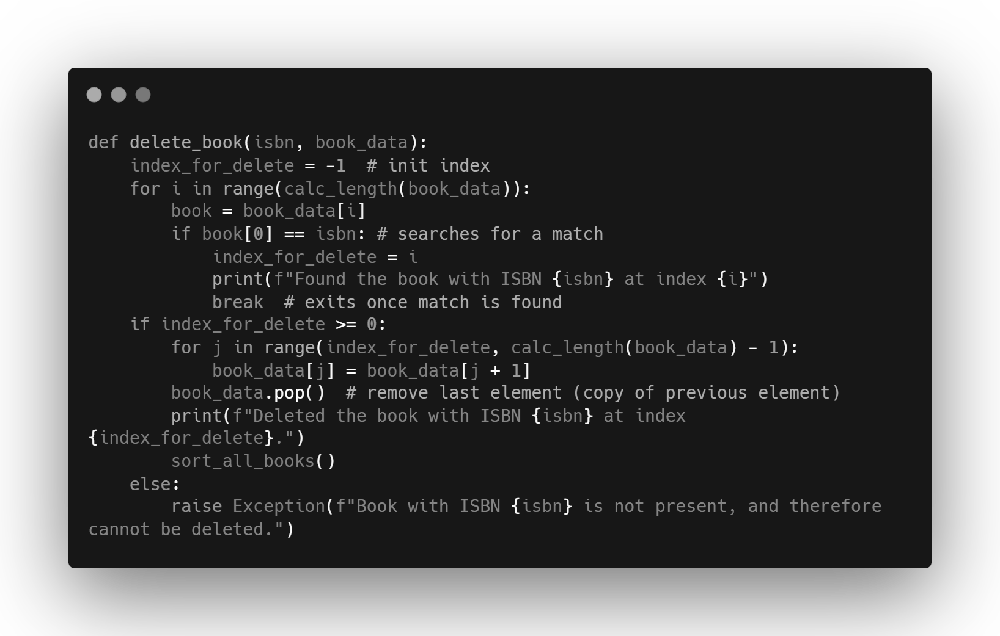 def delete_book(isbn, book_data):
    index_for_delete = -1  # init index
    for i in range(calc_length(book_data)):
        book = book_data[i]
        if book[0] == isbn: # searches for a match
            index_for_delete = i
            print(f"Found the book with ISBN {isbn} at index {i}")
            break  # exits once match is found
    if index_for_delete >= 0:
        for j in range(index_for_delete, calc_length(book_data) - 1):
            book_data[j] = book_data[j + 1]
        book_data.pop()  # remove last element (copy of previous element)
        print(f"Deleted the book with ISBN {isbn} at index
{index_for_delete}.")
        sort_all_books()
    else:
        raise Exception(f"Book with ISBN {isbn} is not present, and therefore
cannot be deleted.")